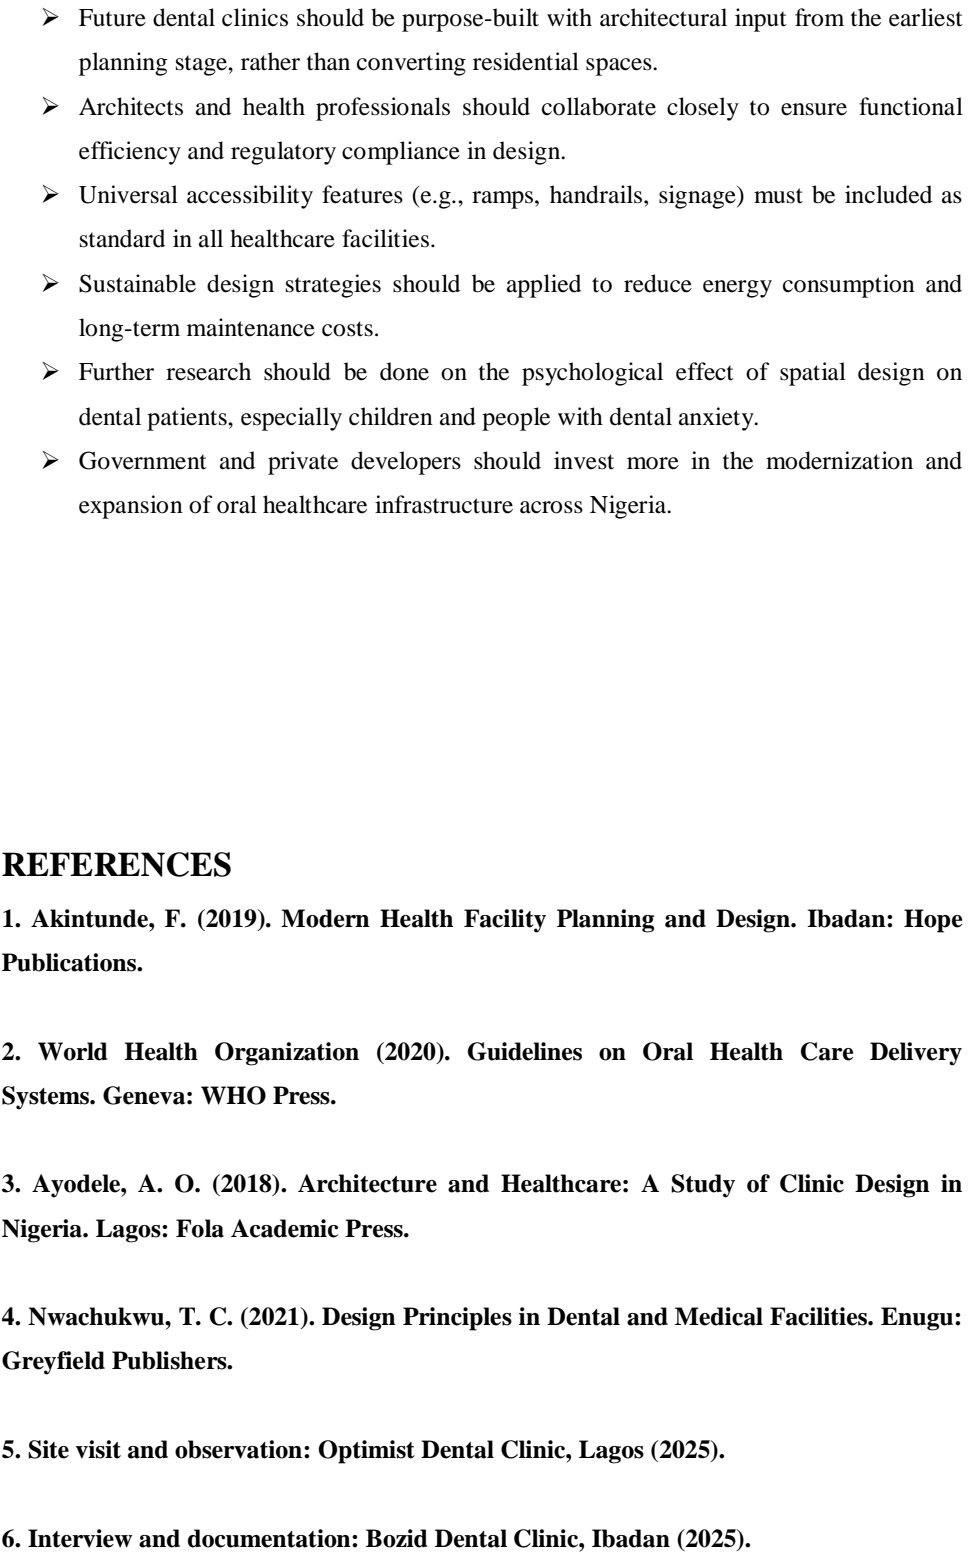 ➢ Future dental clinics should be purpose-built with architectural input from the earliest
planning stage, rather than converting residential spaces.
➢ Architects and health professionals should collaborate closely to ensure functional
efficiency and regulatory compliance in design.
➢ Universal accessibility features (e.g., ramps, handrails, signage) must be included as
standard in all healthcare facilities.
➢ Sustainable design strategies should be applied to reduce energy consumption and
long-term maintenance costs.
➢ Further research should be done on the psychological effect of spatial design on
dental patients, especially children and people with dental anxiety.
➢ Government and private developers should invest more in the modernization and
expansion of oral healthcare infrastructure across Nigeria.
REFERENCES
1. Akintunde, F. (2019). Modern Health Facility Planning and Design. Ibadan: Hope
Publications.
2. World Health Organization (2020). Guidelines on Oral Health Care Delivery
Systems. Geneva: WHO Press.
3. Ayodele, A. O. (2018). Architecture and Healthcare: A Study of Clinic Design in
Nigeria. Lagos: Fola Academic Press.
4. Nwachukwu, T. C. (2021). Design Principles in Dental and Medical Facilities. Enugu:
Greyfield Publishers.
5. Site visit and observation: Optimist Dental Clinic, Lagos (2025).
6. Interview and documentation: Bozid Dental Clinic, Ibadan (2025).